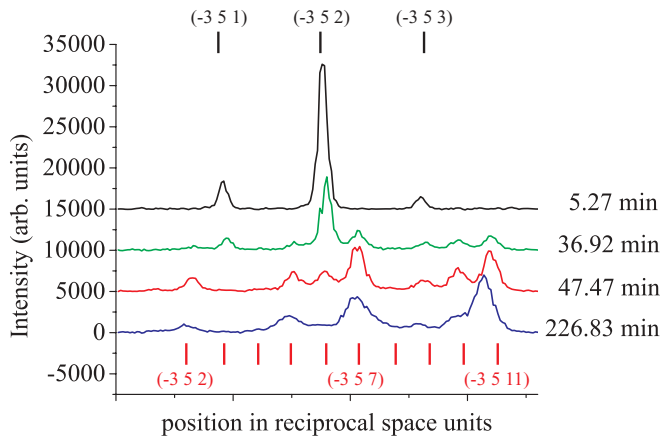 (-3 5 1) (-3 5 2) (-3 5 3)
35000
30000
25000
20000
15000
10000
5000
0
-5000
Intensity (arb. units)
5.27 min
36.92 min
47.47 min
226.83 min
(-3 5 2) (-3 5 7) (-3 5 11)
position in reciprocal space units